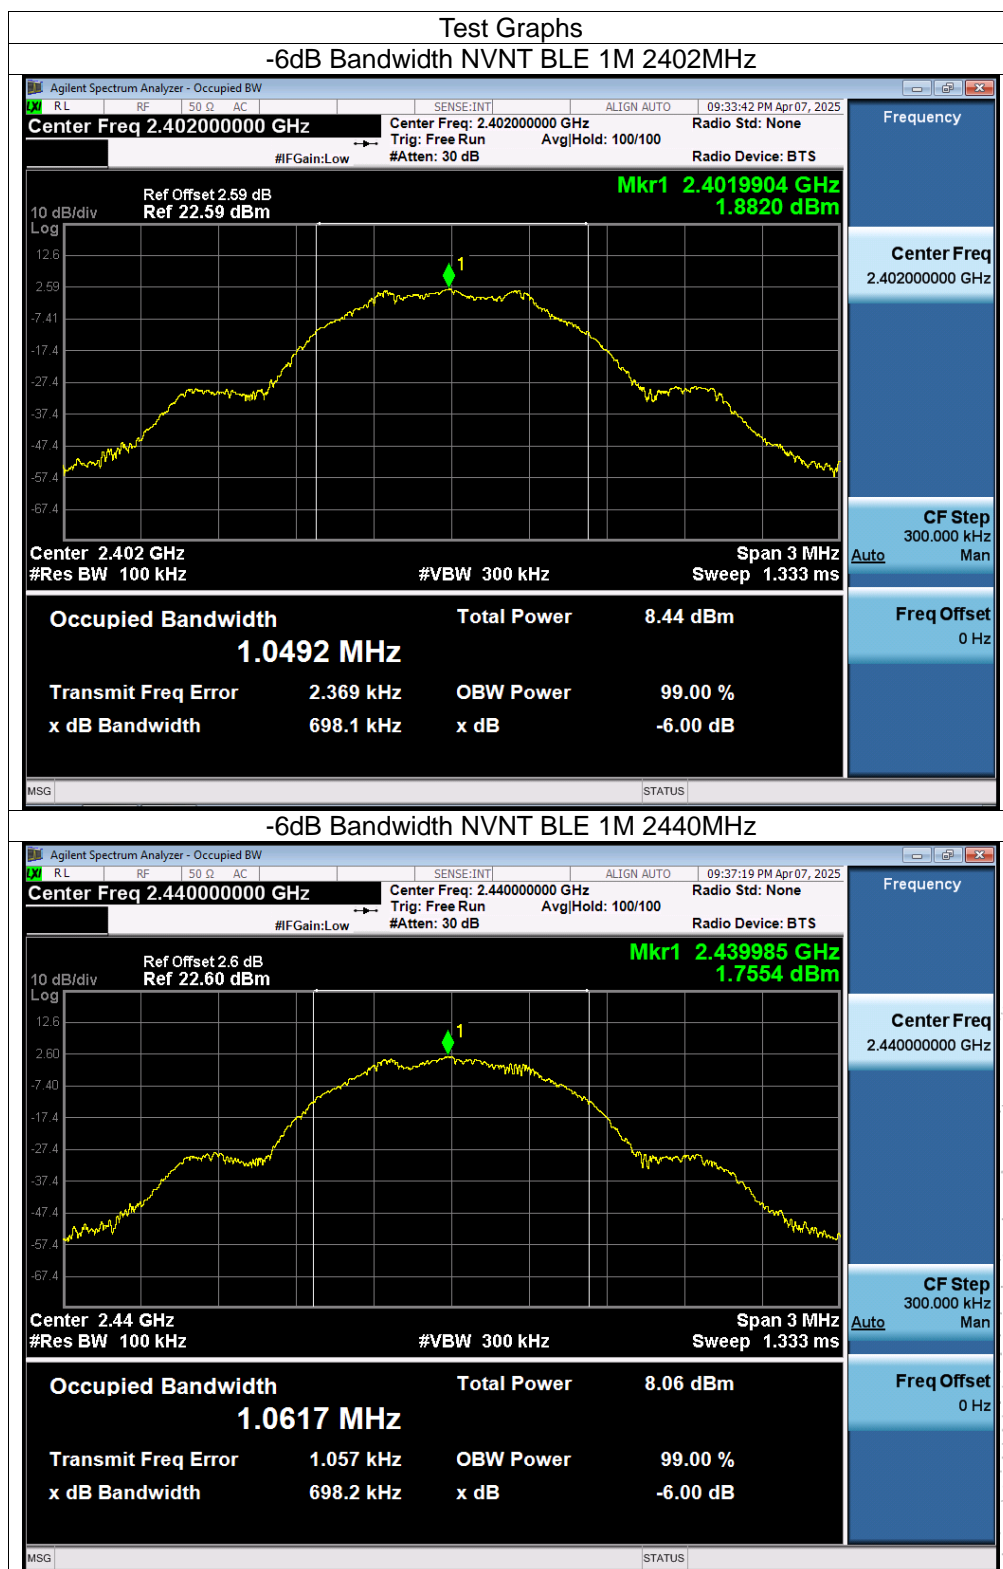 Test Graphs
-6dB Bandwidth NVNT BLE 1M 2402MHz
Agilent Spectrum Analyzer - Occupied BW
LXI RL RF 50 Ω AC SENSE:INT ALIGN AUTO 09:33:42 PM Apr 07, 2025
Center Freq 2.402000000 GHz
Center Freq: 2.402000000 GHz
Radio Std: None
Trig: Free Run Avg|Hold: 100/100
#IFGain:Low #Atten: 30 dB Radio Device: BTS
Frequency
Mkr1 2.4019904 GHz
1.8820 dBm
Ref Offset 2.59 dB
10 dB/div Ref 22.59 dBm
Log
12.6
2.59
-7.41
-17.4
-27.4
-37.4
-47.4
-57.4
-67.4
1
Center Freq
2.402000000 GHz
CF Step
300.000 kHz
Auto Man
Freq Offset
0 Hz
Center 2.402 GHz Span 3 MHz
#Res BW 100 kHz #VBW 300 kHz Sweep 1.333 ms
Occupied Bandwidth Total Power 8.44 dBm
1.0492 MHz
Transmit Freq Error 2.369 kHz OBW Power 99.00 %
x dB Bandwidth 698.1 kHz x dB -6.00 dB
MSG STATUS
-6dB Bandwidth NVNT BLE 1M 2440MHz
Agilent Spectrum Analyzer - Occupied BW
LXI RL RF 50 Ω AC SENSE:INT ALIGN AUTO 09:37:19 PM Apr 07, 2025
Center Freq 2.440000000 GHz
Center Freq: 2.440000000 GHz
Radio Std: None
Trig: Free Run Avg|Hold: 100/100
#IFGain:Low #Atten: 30 dB Radio Device: BTS
Frequency
Mkr1 2.439985 GHz
1.7554 dBm
Ref Offset 2.6 dB
10 dB/div Ref 22.60 dBm
Log
12.6
2.60
-7.40
-17.4
-27.4
-37.4
-47.4
-57.4
-67.4
1
Center Freq
2.440000000 GHz
CF Step
300.000 kHz
Auto Man
Freq Offset
0 Hz
Center 2.44 GHz Span 3 MHz
#Res BW 100 kHz #VBW 300 kHz Sweep 1.333 ms
Occupied Bandwidth Total Power 8.06 dBm
1.0617 MHz
Transmit Freq Error 1.057 kHz OBW Power 99.00 %
x dB Bandwidth 698.2 kHz x dB -6.00 dB
MSG STATUS